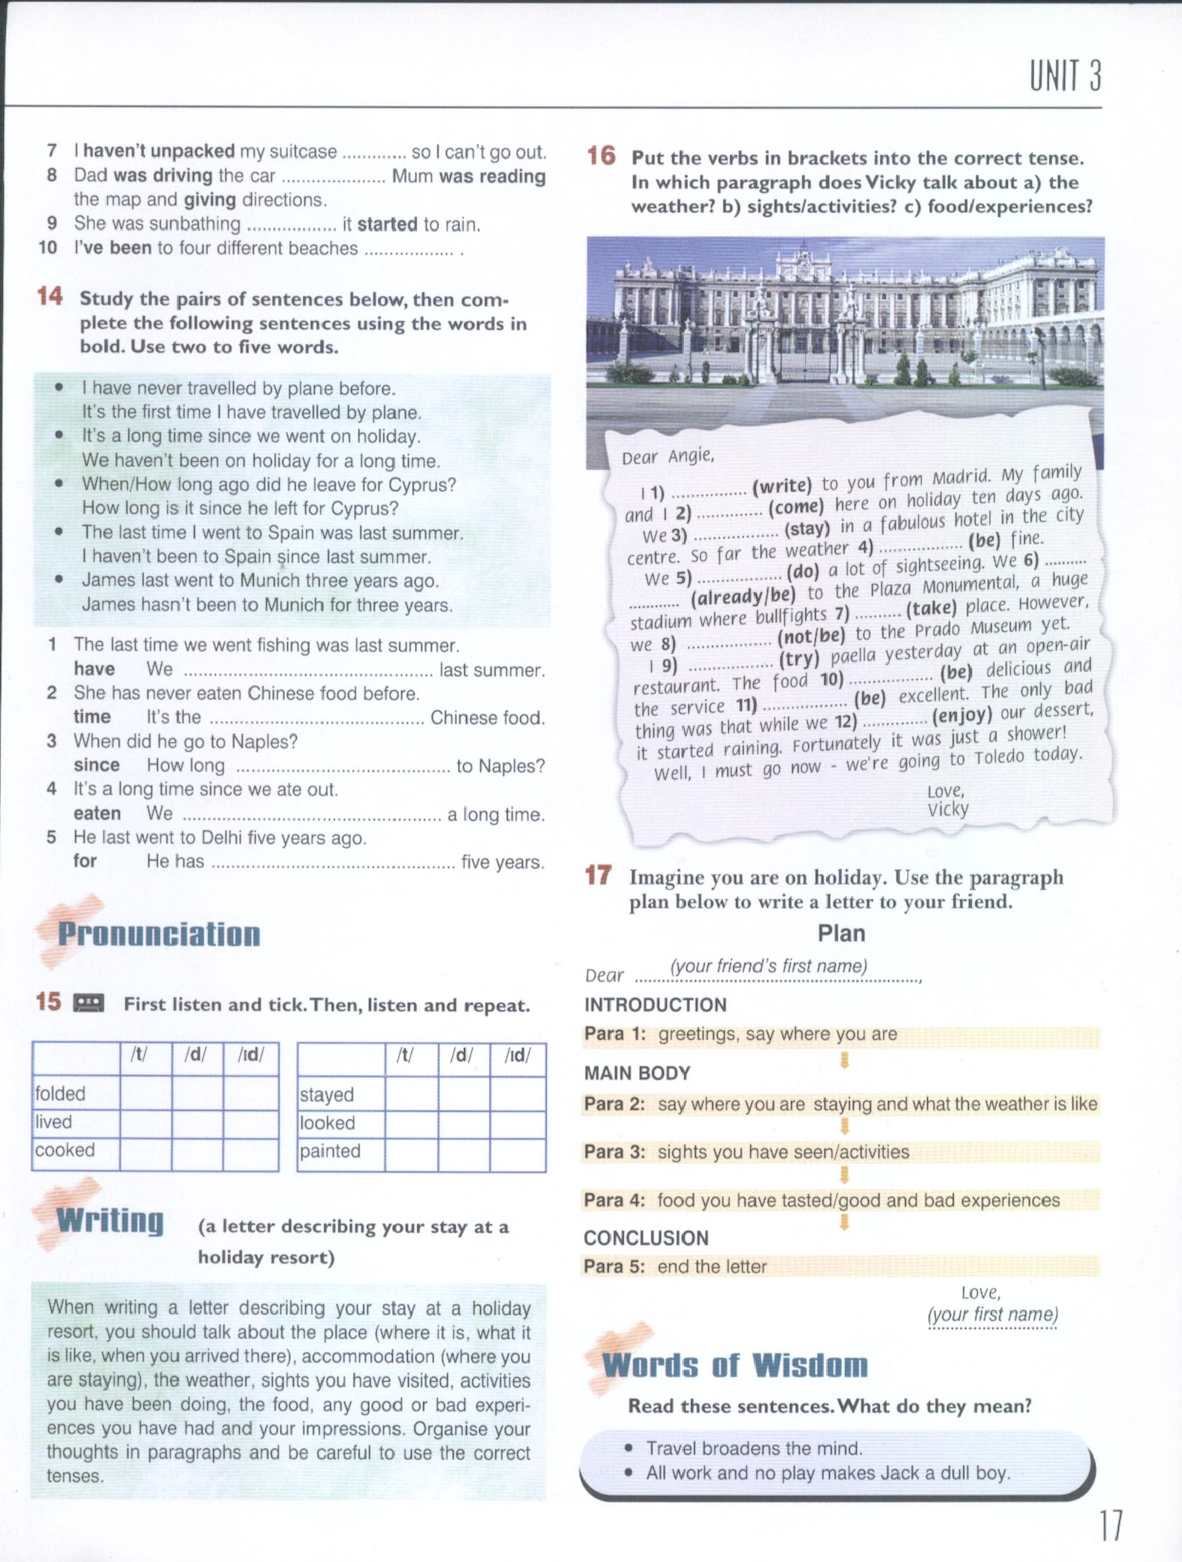 UNIT 3
7 I haven't unpacked my suitcase ............. so I can't go out.
8 Dad was driving the car ..................... Mum was reading
the map and giving directions.
9 She was sunbathing .................. it started to rain.
10 I've been to four different beaches .................. .
14 Study the pairs of sentences below, then com-
plete the following sentences using the words in
bold. Use two to five words.
• I have never travelled by plane before.
It's the first time I have travelled by plane.
• It's a long time since we went on holiday.
We haven't been on holiday for a long time.
• When/How long ago did he leave for Cyprus?
How long is it since he left for Cyprus?
• The last time I went to Spain was last summer.
I haven't been to Spain since last summer.
• James last went to Munich three years ago.
James hasn't been to Munich for three years.
1 The last time we went fishing was last summer.
have We .................................................. last summer.
2 She has never eaten Chinese food before.
time It's the ........................................... Chinese food.
3 When did he go to Naples?
since How long ........................................... to Naples?
4 It's a long time since we ate out.
eaten We .................................................... a long time.
5 He last went to Delhi five years ago.
for He has ................................................. five years.
Pronunciation
15 First listen and tick. Then, listen and repeat.
/t/ /d/ /ɪd/
folded
lived
cooked
/t/ /d/ /ɪd/
stayed
looked
painted
Writing (a letter describing your stay at a
holiday resort)
When writing a letter describing your stay at a holiday
resort, you should talk about the place (where it is, what it
is like, when you arrived there), accommodation (where you
are staying), the weather, sights you have visited, activities
you have been doing, the food, any good or bad experi-
ences you have had and your impressions. Organise your
thoughts in paragraphs and be careful to use the correct
tenses.
16 Put the verbs in brackets into the correct tense.
In which paragraph does Vicky talk about a) the
weather? b) sights/activities? c) food/experiences?
Dear Angie,
I 1) ............... (write) to you from Madrid. My family
and I 2) ............. (come) here on holiday ten days ago.
We 3) ................. (stay) in a fabulous hotel in the city
centre. So far the weather 4) ................. (be) fine.
We 5) ................. (do) a lot of sightseeing. We 6) .........
........... (already/be) to the Plaza Monumental, a huge
stadium where bullfights 7) ......... (take) place. However,
we 8) ................. (not/be) to the Prado Museum yet.
I 9) ................. (try) paella yesterday at an open-air
restaurant. The food 10) ................. (be) delicious and
the service 11) ................. (be) excellent. The only bad
thing was that while we 12) ............. (enjoy) our dessert,
it started raining. Fortunately it was just a shower!
Well, I must go now - we're going to Toledo today.
Love,
Vicky
17 Imagine you are on holiday. Use the paragraph
plan below to write a letter to your friend.
Plan
Dear ......(your friend's first name)..........,
INTRODUCTION
Para 1: greetings, say where you are
MAIN BODY
Para 2: say where you are staying and what the weather is like
Para 3: sights you have seen/activities
Para 4: food you have tasted/good and bad experiences
CONCLUSION
Para 5: end the letter
Love,
(your first name)
Words of Wisdom
Read these sentences. What do they mean?
• Travel broadens the mind.
• All work and no play makes Jack a dull boy.
17